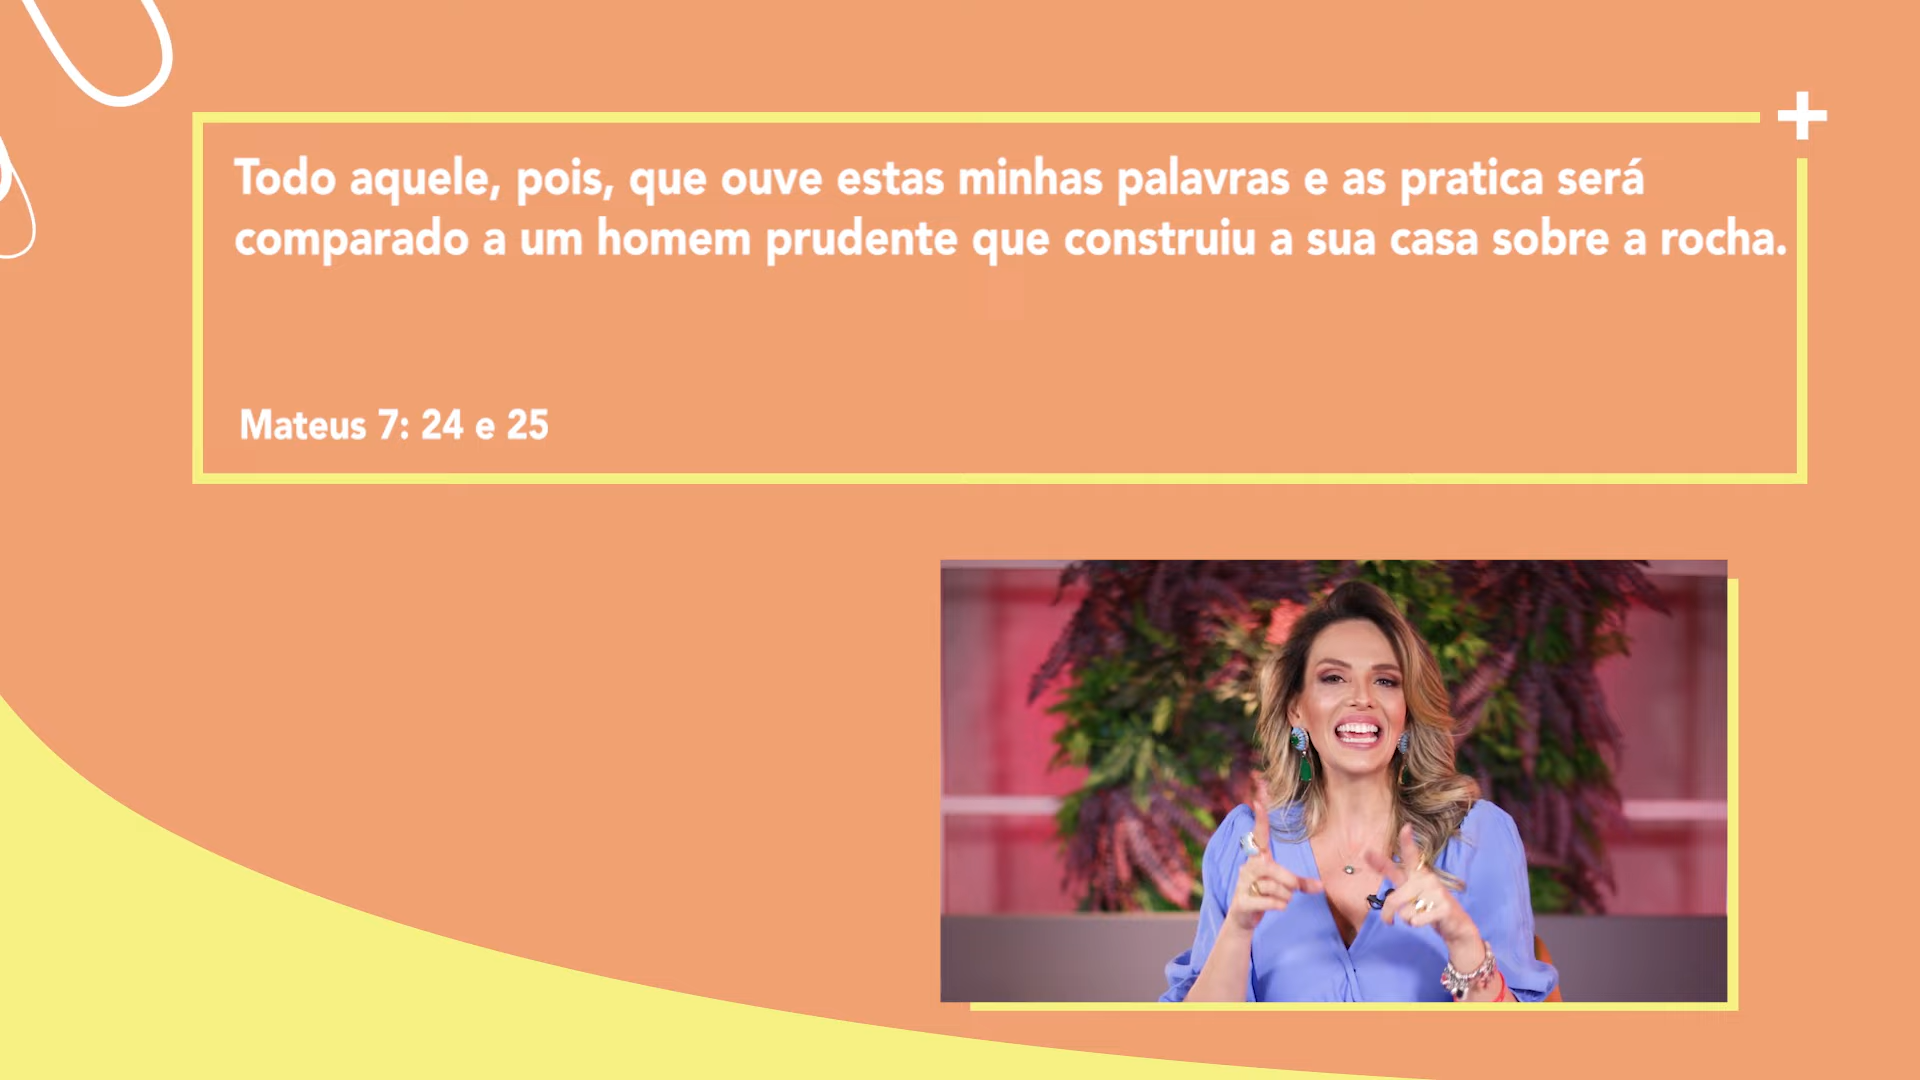 Todo aquele, pois, que ouve estas minhas palavras e as pratica será
comparado a um homem prudente que construiu a sua casa sobre a rocha.
Mateus 7: 24 e 25